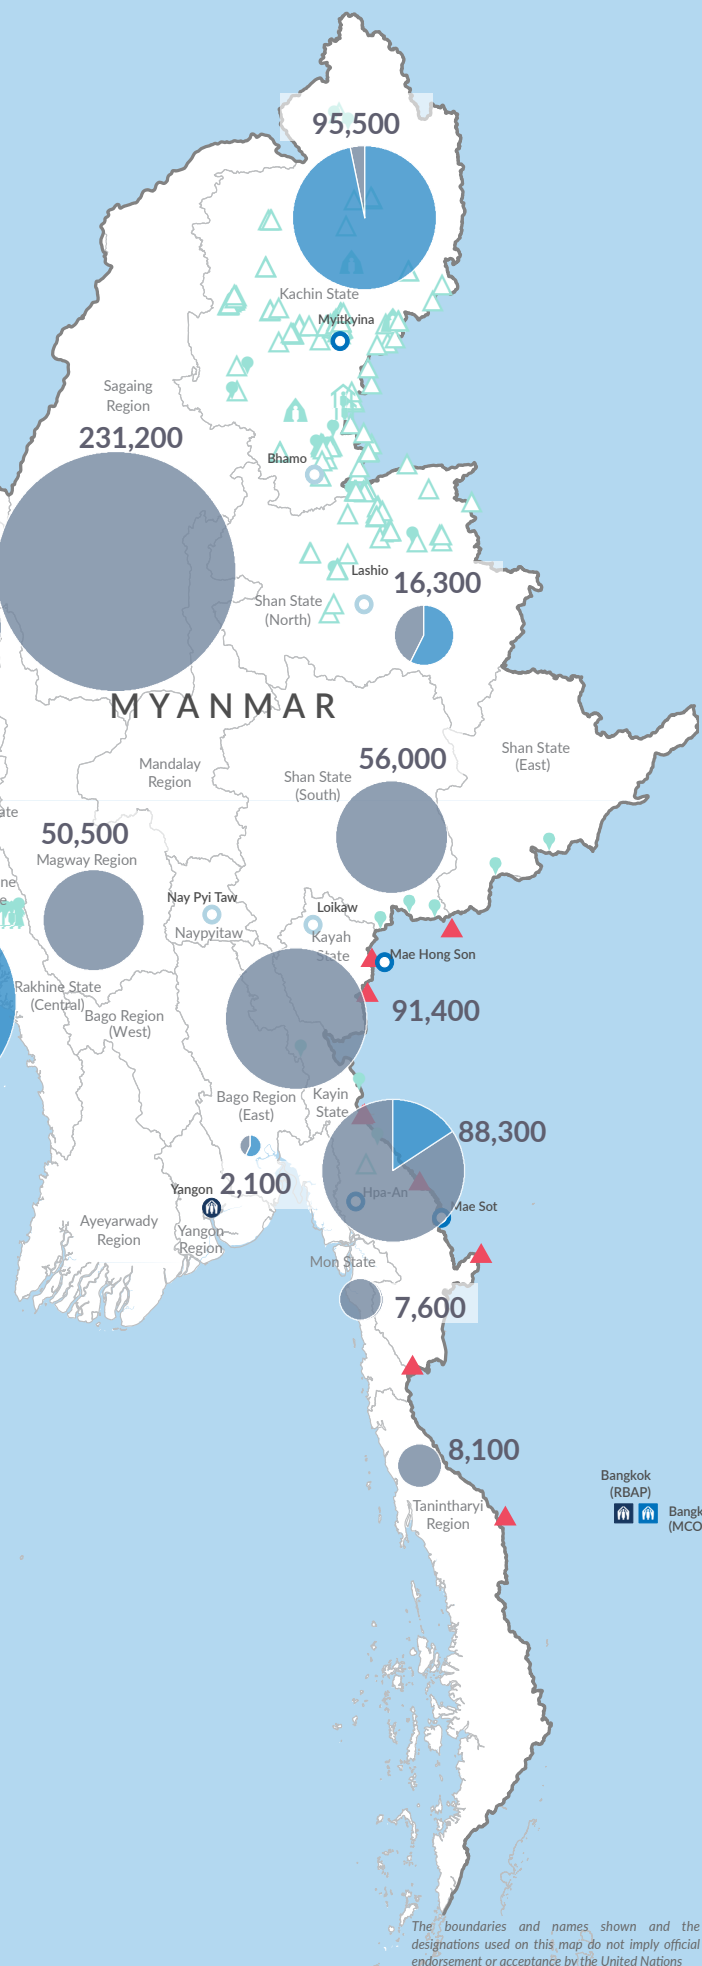 95,500
Kachin State
Myitkyina
Sagaing
Region
231,200
Bhamo
Lashio
16,300
Shan State
(North)
MYANMAR
Shan State
(East)
56,000
Mandalay
Region
Shan State
(South)
ate
50,500
Magway Region
ne
e
Nay Pyi Taw
Naypyitaw
Loikaw
Kayah
State
Mae Hong Son
Rakhine State
(Central)
91,400
Bago Region
(West)
Bago Region
(East)
Kayin
State
88,300
Yangon
2,100
Hpa-An
Mae Sot
Ayeyarwady
Region
Yangon
Region
Mon State
7,600
8,100
Tanintharyi
Region
Bangkok
(RBAP)
Bangk
(MCO
The boundaries and names shown and the
designations used on this map do not imply official
endorsement or acceptance by the United Nations